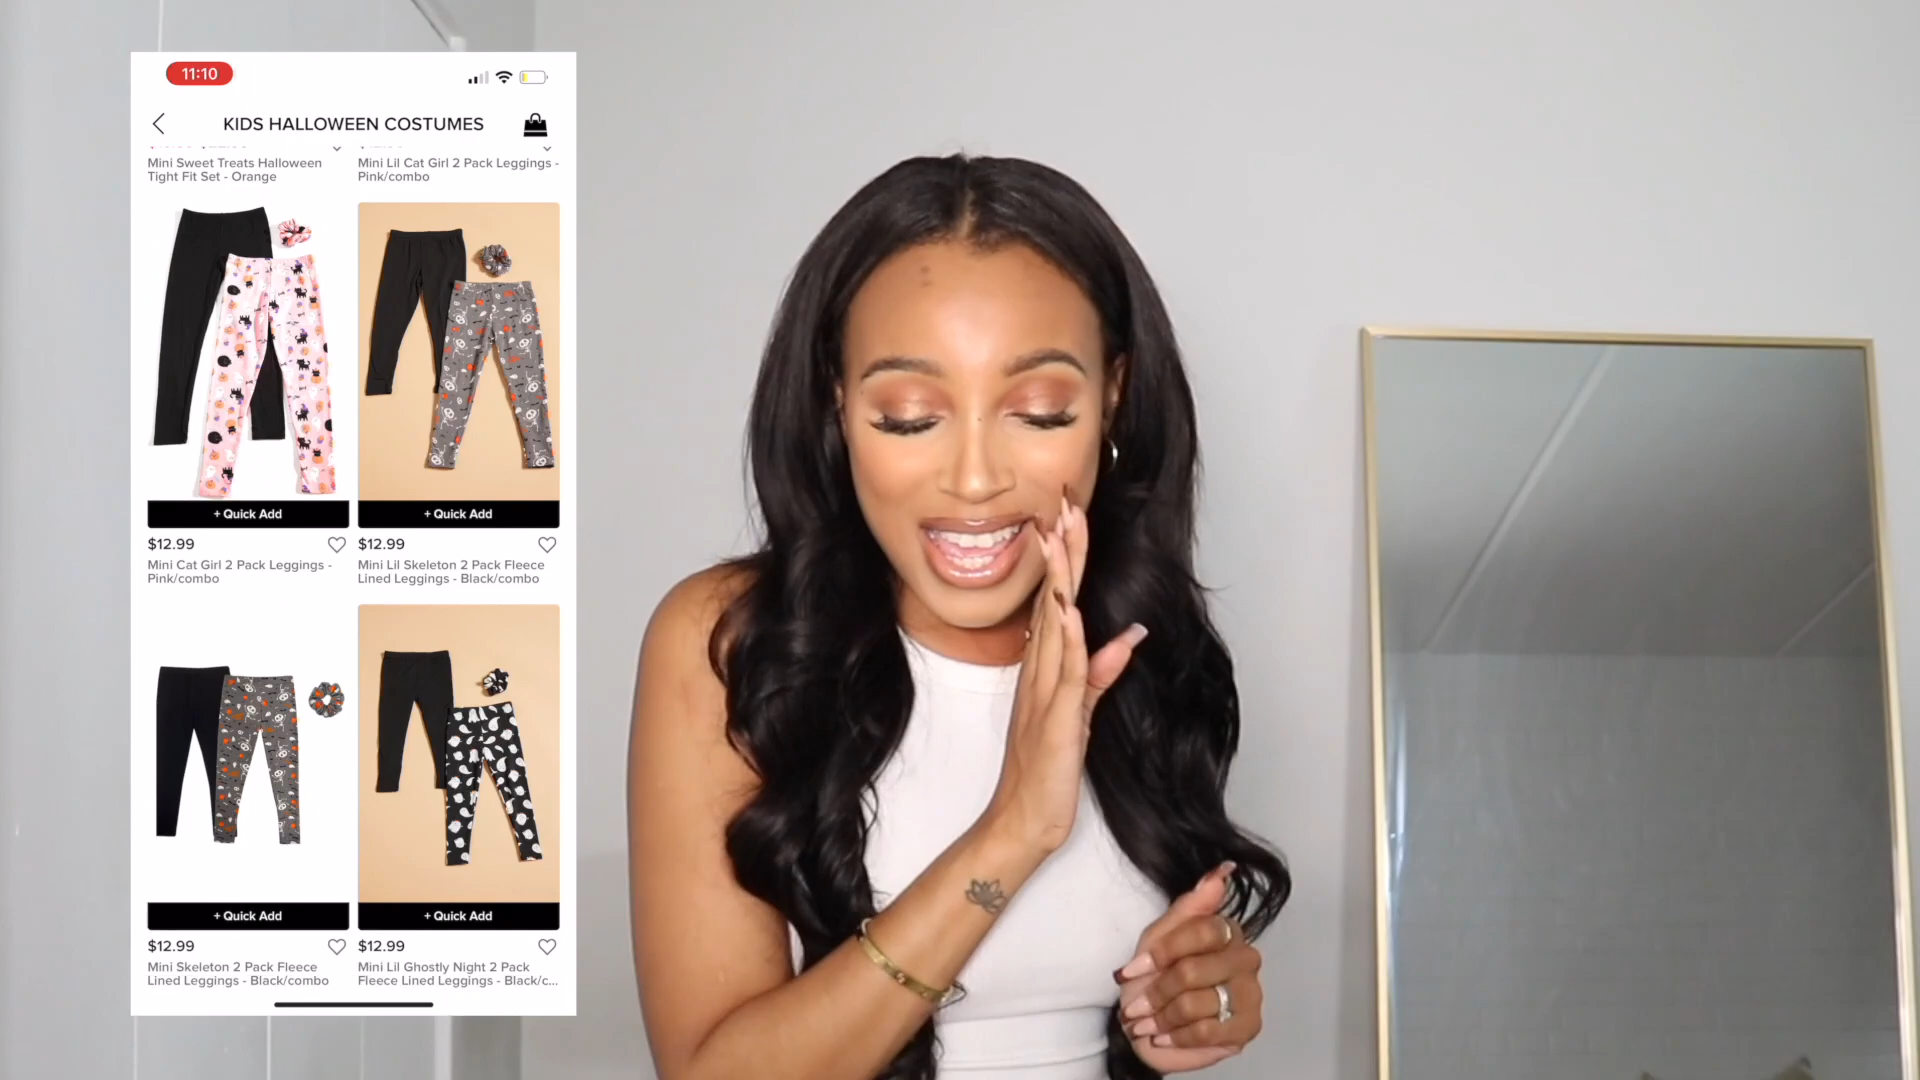 11:10
KIDS HALLOWEEN COSTUMES
Mini Sweet Treats Halloween
Tight Fit Set - Orange
Mini Lil Cat Girl 2 Pack Leggings -
Pink/combo
+ Quick Add
+ Quick Add
$12.99
Mini Cat Girl 2 Pack Leggings -
Pink/combo
$12.99
Mini Lil Skeleton 2 Pack Fleece
Lined Leggings - Black/combo
+ Quick Add
+ Quick Add
$12.99
Mini Skeleton 2 Pack Fleece
Lined Leggings - Black/combo
$12.99
Mini Lil Ghostly Night 2 Pack
Fleece Lined Leggings - Black/c...